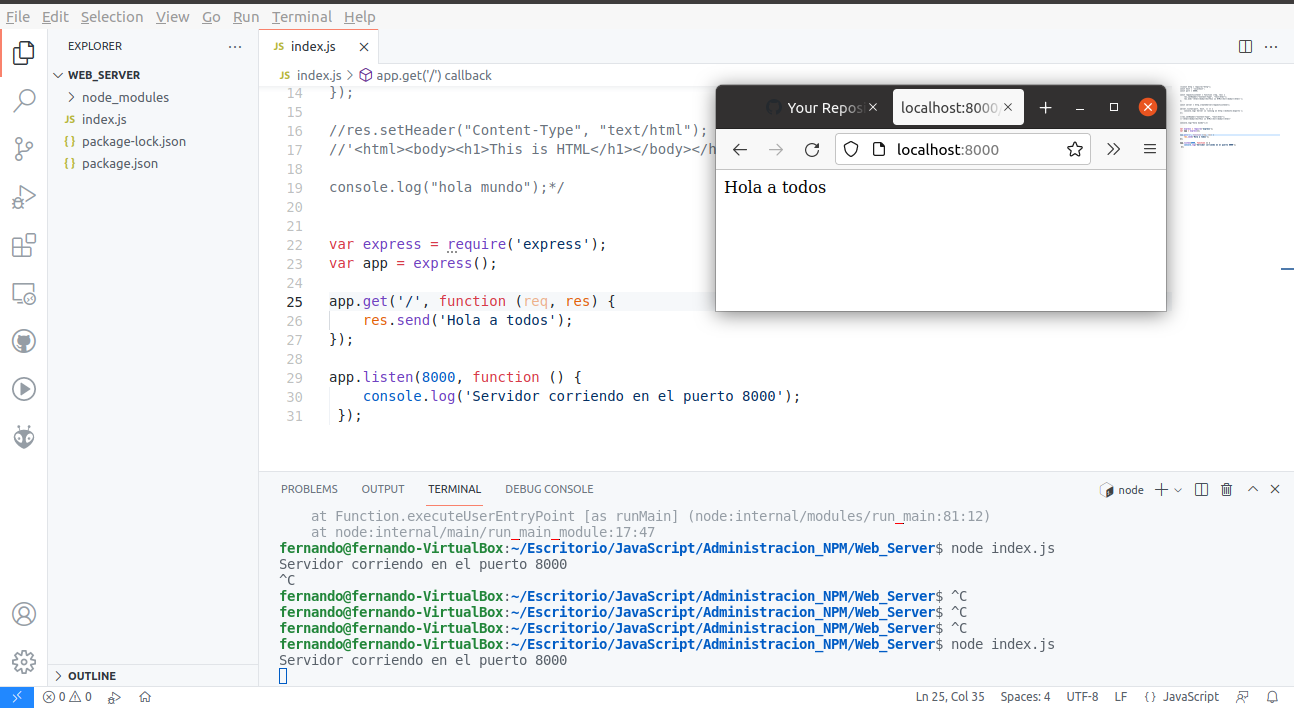 File Edit Selection View Go Run Terminal Help
EXPLORER
WEB_SERVER
node_modules
JS index.js
{} package-lock.json
{} package.json
OUTLINE
JS index.js
JS index.js > app.get('/') callback
14 });
15
16 //res.setHeader("Content-Type", "text/html");
17 //'<html><body><h1>This is HTML</h1></body></h
18
19 console.log("hola mundo");*/
20
21
22 var express = require('express');
23 var app = express();
24
25 app.get('/', function (req, res) {
26 res.send('Hola a todos');
27 });
28
29 app.listen(8000, function () {
30 console.log('Servidor corriendo en el puerto 8000');
31 });
Your Reposi
localhost:8000/
localhost:8000
Hola a todos
PROBLEMS OUTPUT TERMINAL DEBUG CONSOLE
node
at Function.executeUserEntryPoint [as runMain] (node:internal/modules/run_main:81:12)
at node:internal/main/run_main_module:17:47
fernando@fernando-VirtualBox:~/Escritorio/JavaScript/Administracion_NPM/Web_Server$ node index.js
Servidor corriendo en el puerto 8000
^C
fernando@fernando-VirtualBox:~/Escritorio/JavaScript/Administracion_NPM/Web_Server$ ^C
fernando@fernando-VirtualBox:~/Escritorio/JavaScript/Administracion_NPM/Web_Server$ ^C
fernando@fernando-VirtualBox:~/Escritorio/JavaScript/Administracion_NPM/Web_Server$ ^C
fernando@fernando-VirtualBox:~/Escritorio/JavaScript/Administracion_NPM/Web_Server$ node index.js
Servidor corriendo en el puerto 8000
0 0
Ln 25, Col 35 Spaces: 4 UTF-8 LF {} JavaScript